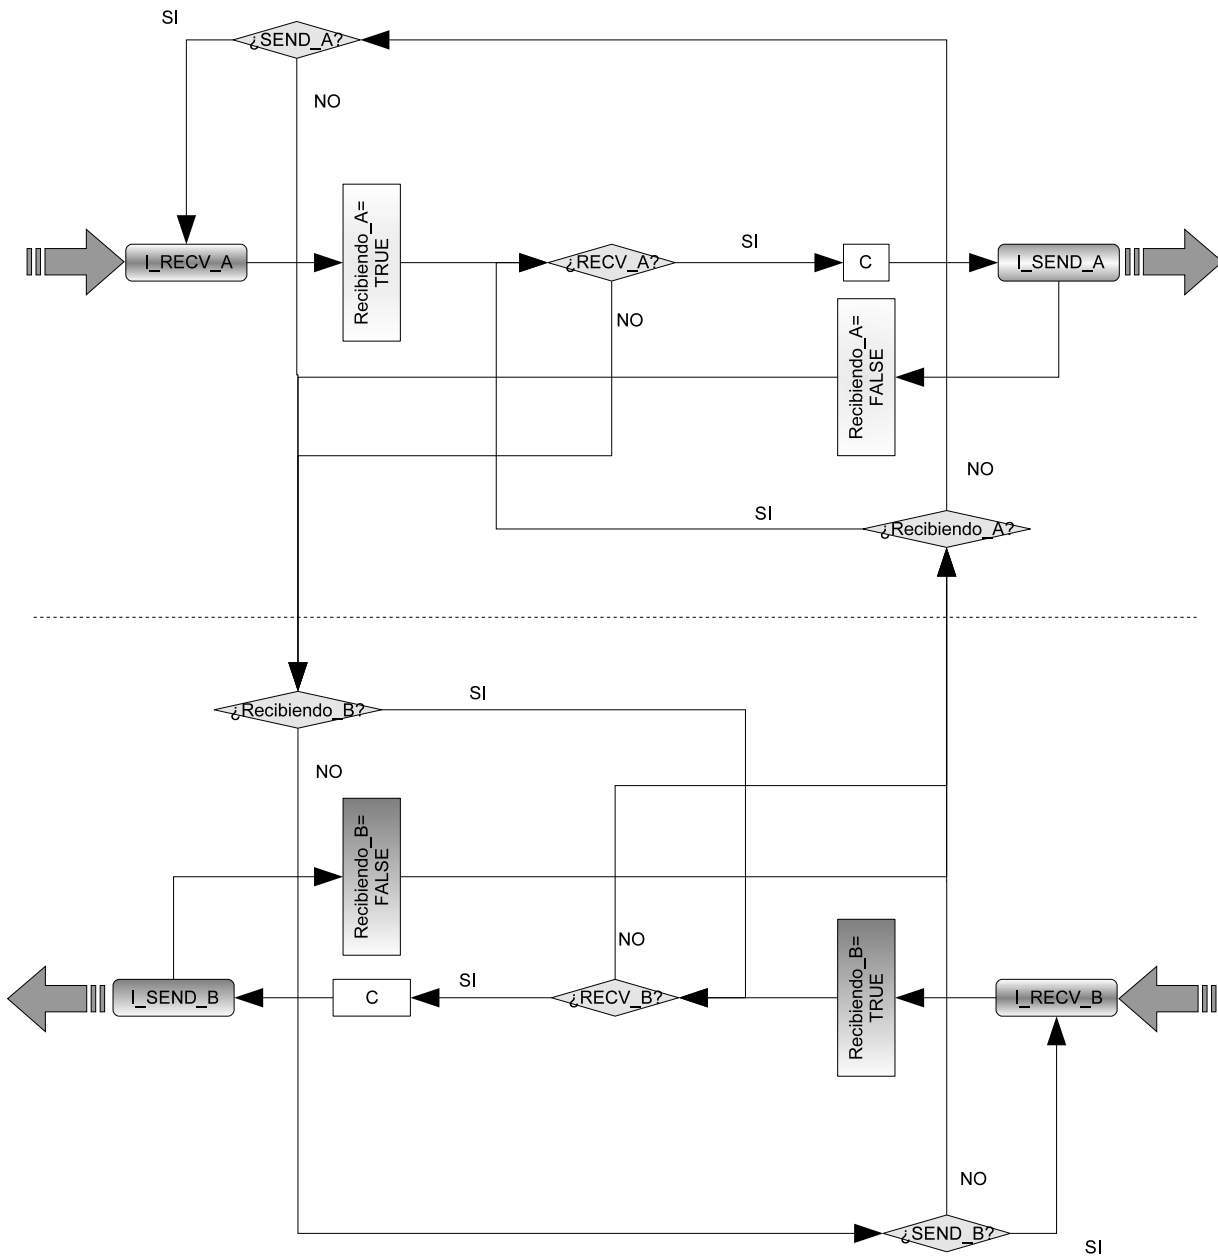 SI
¿SEND_A?
NO
I_RECV_A
Recibiendo_A=
TRUE
¿RECV_A?
SI
C
I_SEND_A
NO
Recibiendo_A=
FALSE
NO
SI
¿Recibiendo_A?
¿Recibiendo_B?
SI
NO
Recibiendo_B=
FALSE
NO
I_SEND_B
C
SI
¿RECV_B?
Recibiendo_B=
TRUE
I_RECV_B
NO
¿SEND_B?
SI